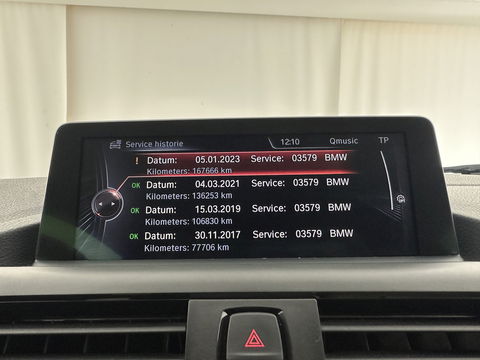 Service historie 12:10 Qmusic TP
! Datum: 05.01.2023 Service: 03579 BMW
Kilometers: 167666 km
OK Datum: 04.03.2021 Service: 03579 BMW
Kilometers: 136253 km
OK Datum: 15.03.2019 Service: 03579 BMW
Kilometers: 106830 km
OK Datum: 30.11.2017 Service: 03579 BMW
Kilometers: 77706 km